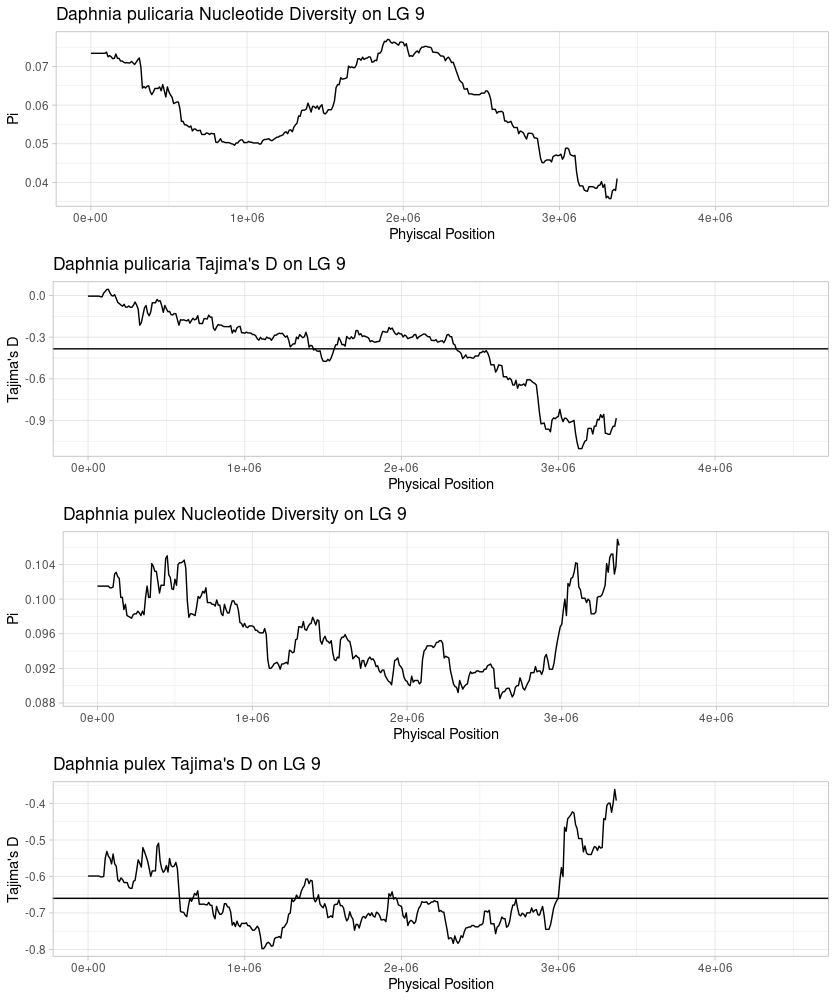 Daphnia pulicaria Nucleotide Diversity on LG 9
Pi
0.07
0.06
0.05
0.04
0e+00 1e+06 2e+06 3e+06 4e+06
Phyiscal Position
Daphnia pulicaria Tajima's D on LG 9
Tajima's D
0.0
-0.3
-0.6
-0.9
0e+00 1e+06 2e+06 3e+06 4e+06
Physical Position
Daphnia pulex Nucleotide Diversity on LG 9
Pi
0.104
0.100
0.096
0.092
0.088
0e+00 1e+06 2e+06 3e+06 4e+06
Phyiscal Position
Daphnia pulex Tajima's D on LG 9
Tajima's D
-0.4
-0.5
-0.6
-0.7
-0.8
0e+00 1e+06 2e+06 3e+06 4e+06
Physical Position